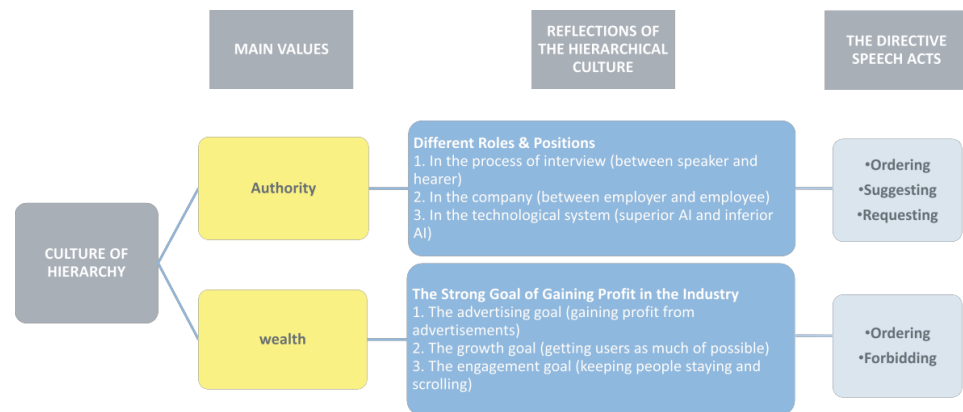 MAIN VALUES
REFLECTIONS OF
THE HIERARCHICAL
CULTURE
THE DIRECTIVE
SPEECH ACTS
CULTURE OF
HIERARCHY
Authority
Different Roles & Positions
1. In the process of interview (between speaker and
hearer)
2. In the company (between employer and employee)
3. In the technological system (superior AI and inferior
AI)
•Ordering
•Suggesting
•Requesting
wealth
The Strong Goal of Gaining Profit in the Industry
1. The advertising goal (gaining profit from
advertisements)
2. The growth goal (getting users as much of possible)
3. The engagement goal (keeping people staying and
scrolling)
•Ordering
•Forbidding